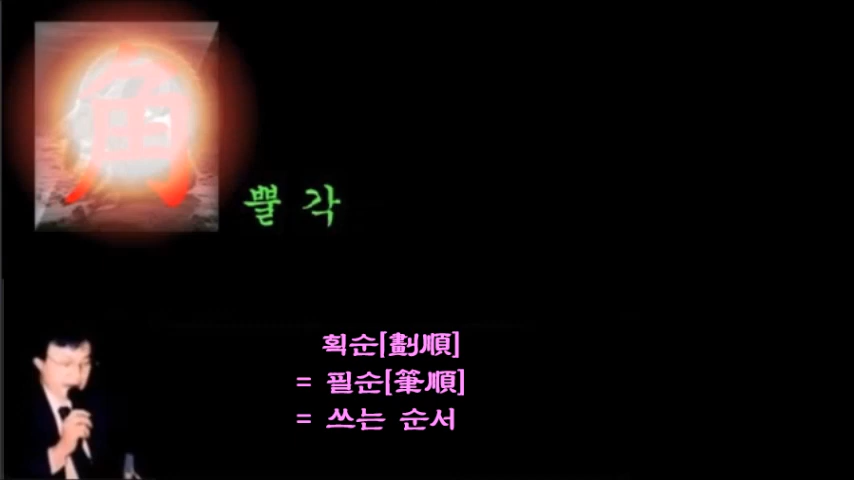 角
뿔 각
획순[劃順]
= 필순[筆順]
= 쓰는 순서